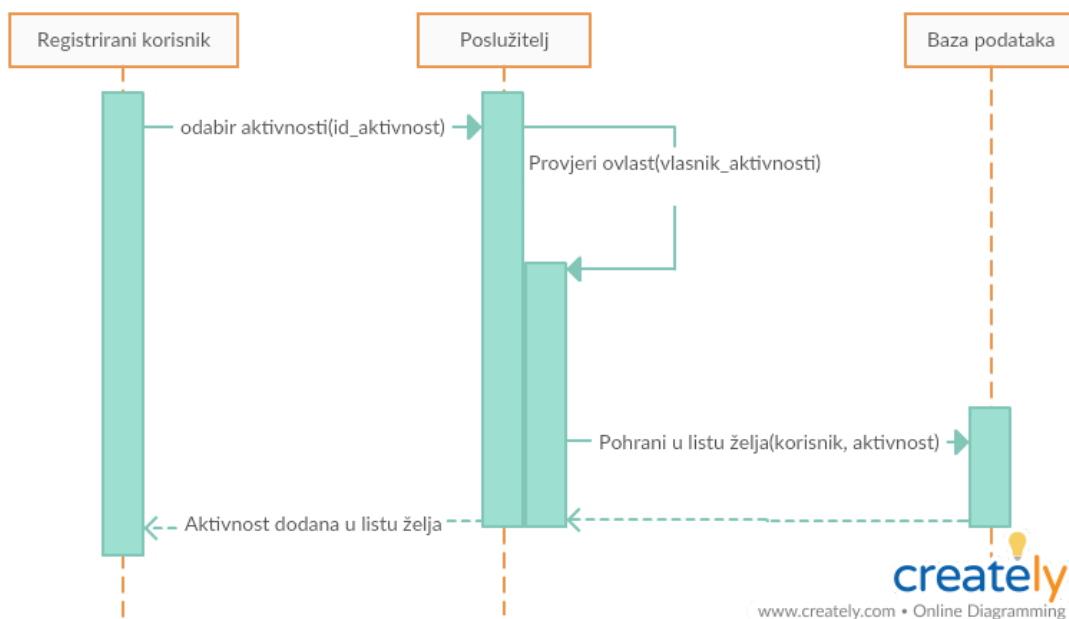 Registrirani korisnik
Poslužitelj
Baza podataka
odabir aktivnosti(id_aktivnost)
Provjeri ovlast(vlasnik_aktivnosti)
Pohrani u listu želja(korisnik, aktivnost)
Aktivnost dodana u listu želja
creately
www.creately.com • Online Diagramming